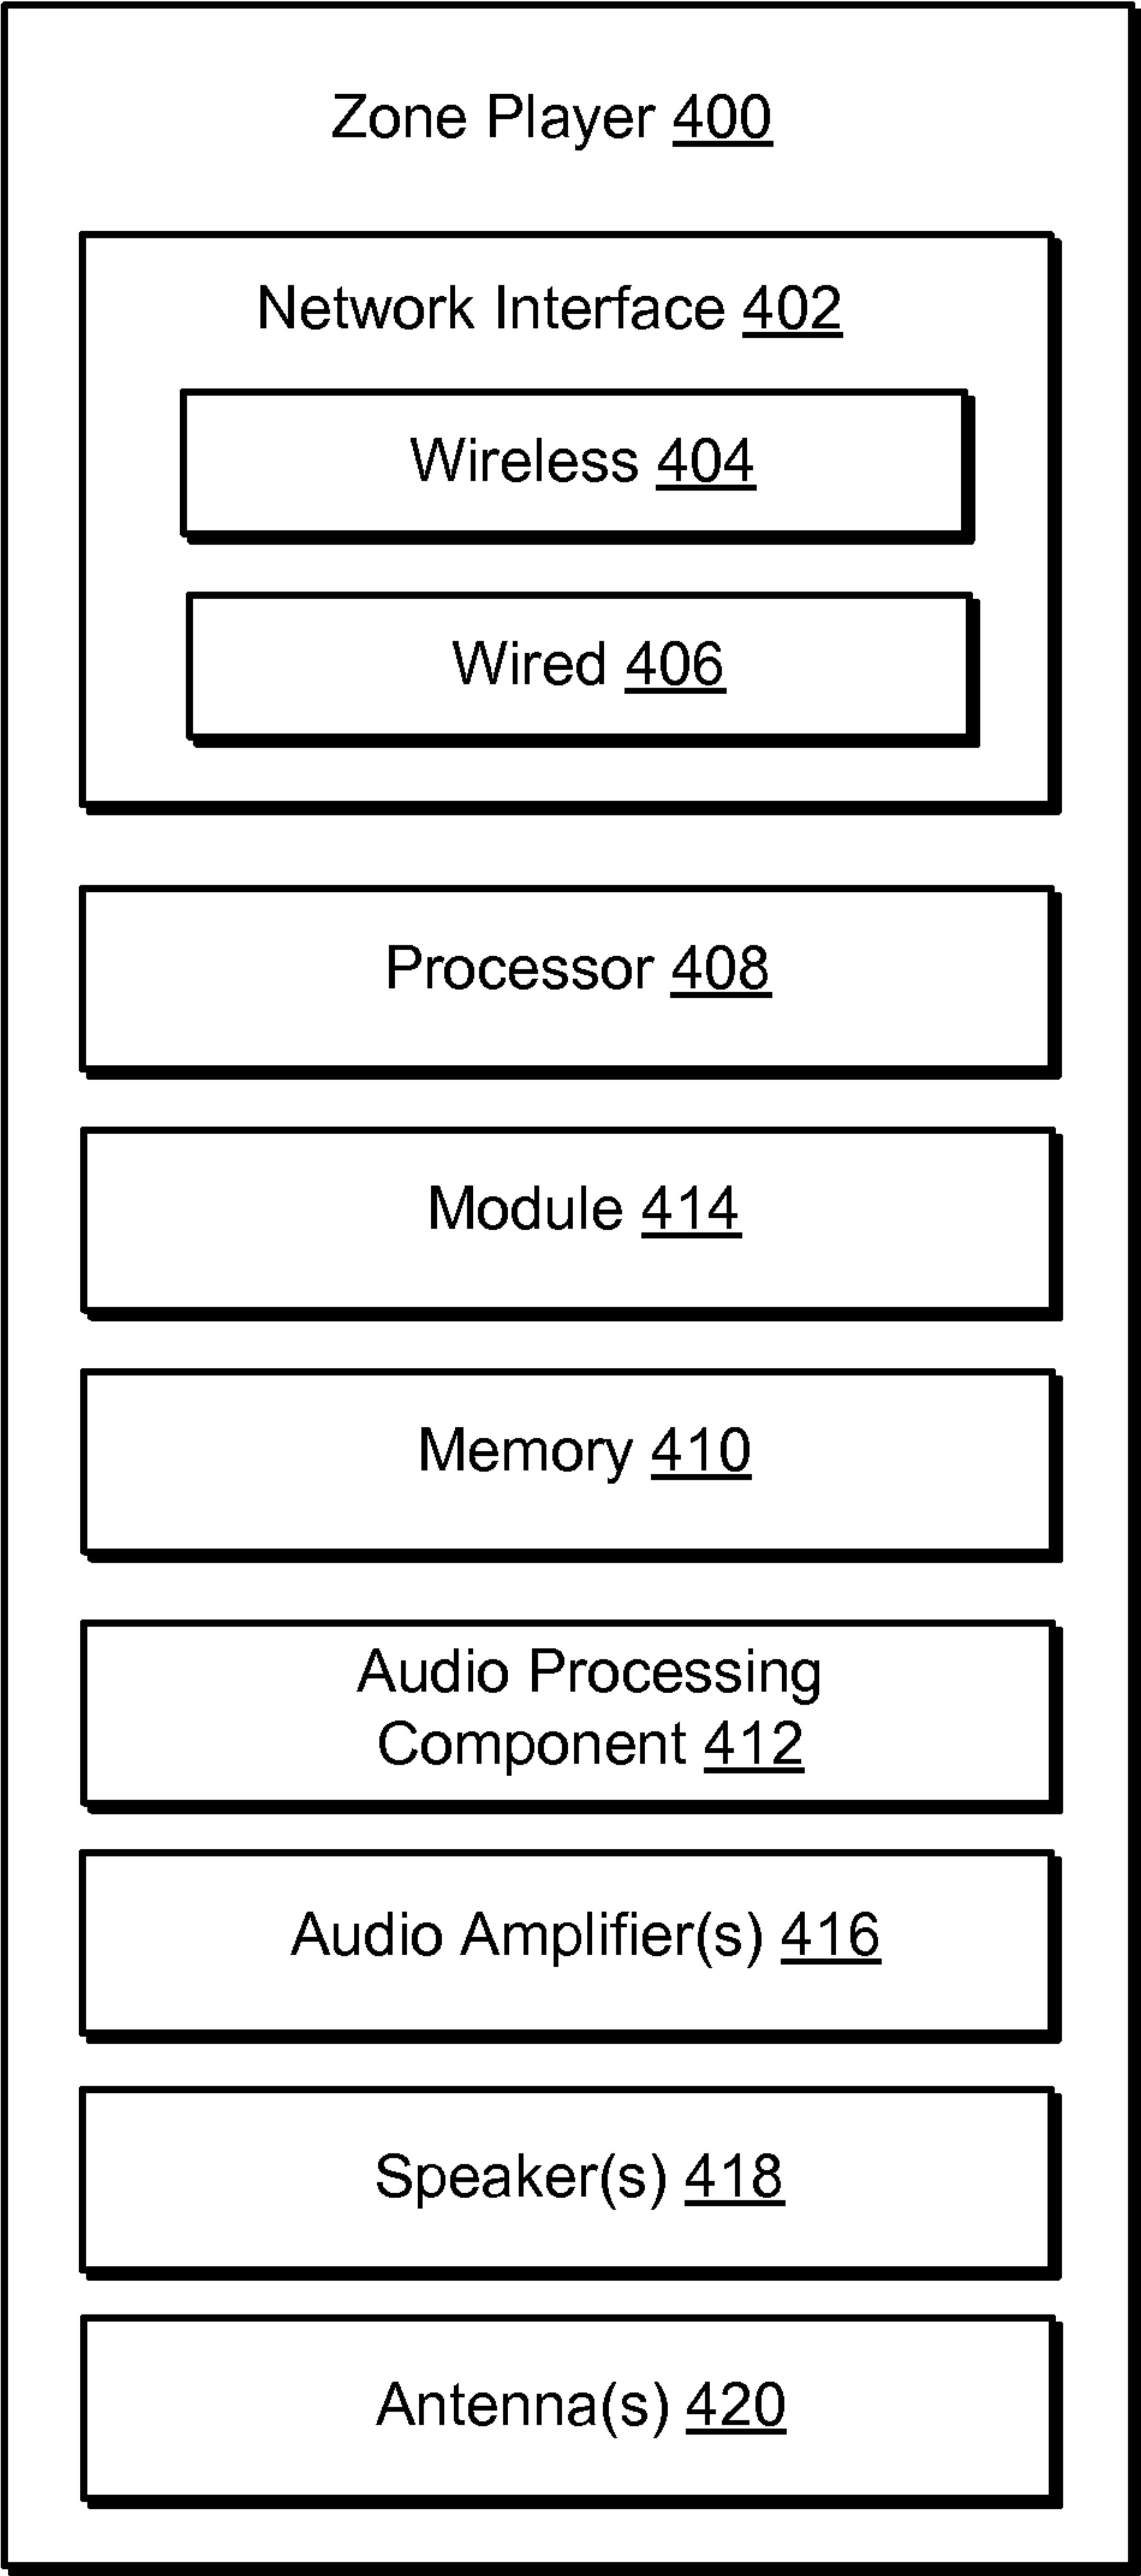 Zone Player 400
Network Interface 402
Wireless 404
Wired 406
Processor 408
Module 414
Memory 410
Audio Processing
Component 412
Audio Amplifier(s) 416
Speaker(s) 418
Antenna(s) 420